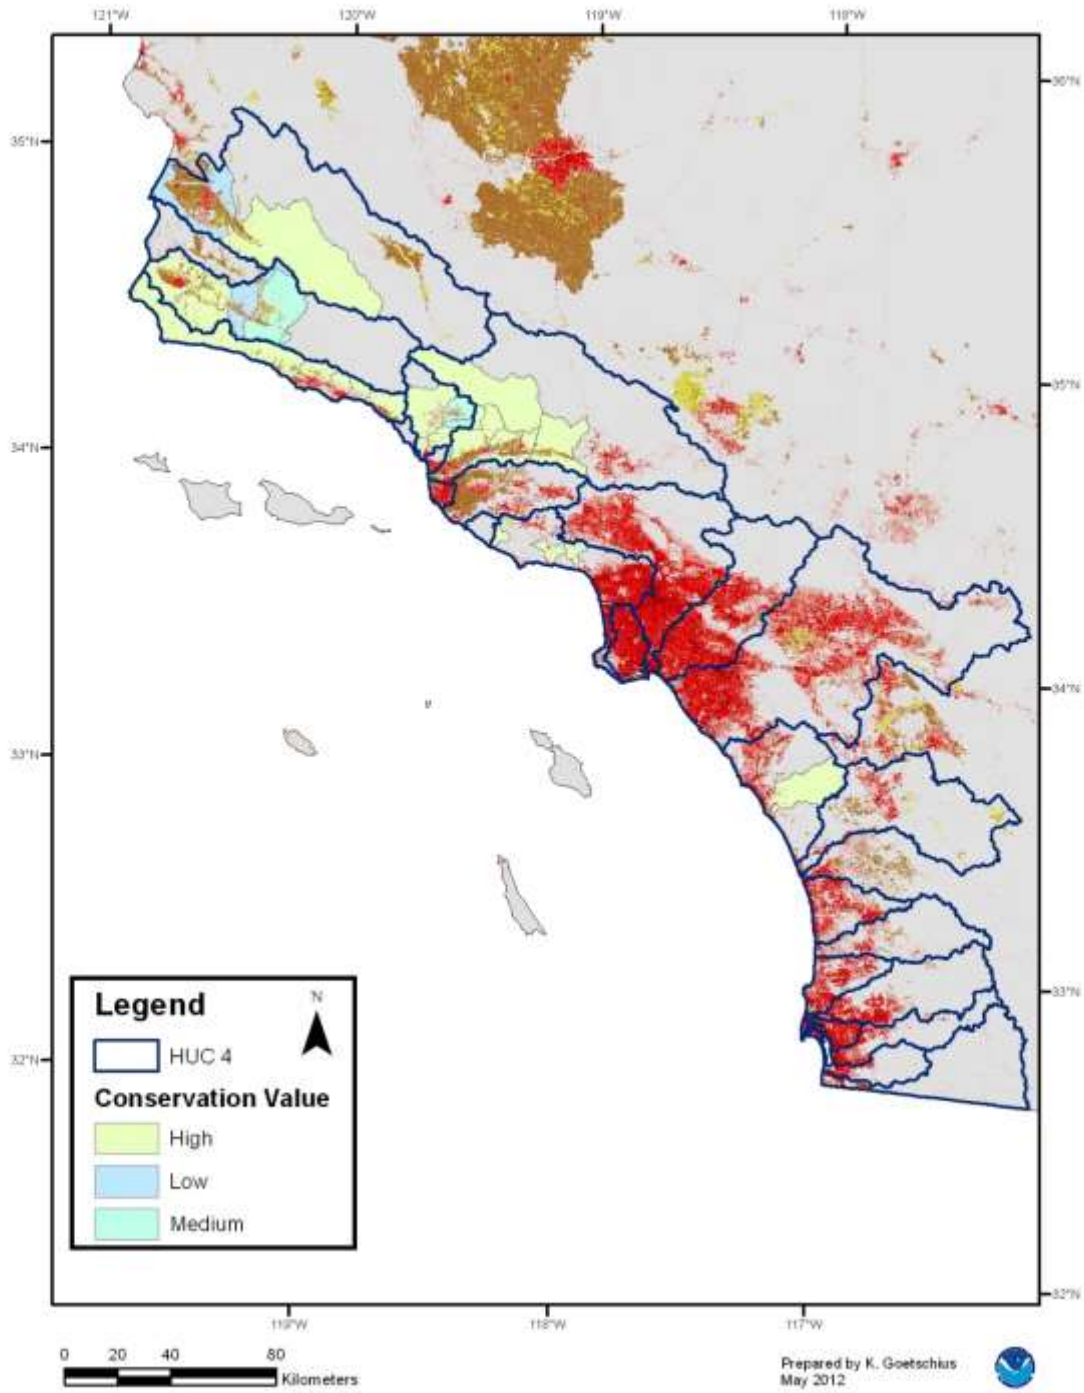 121°W 120°W 119°W 118°W
36°N
35°N
35°N
34°N
34°N
33°N
33°N
32°N
32°N
Legend
N
HUC 4
Conservation Value
High
Low
Medium
119°W 118°W 117°W
0 20 40 80
Kilometers
Prepared by K. Goetschius
May 2012